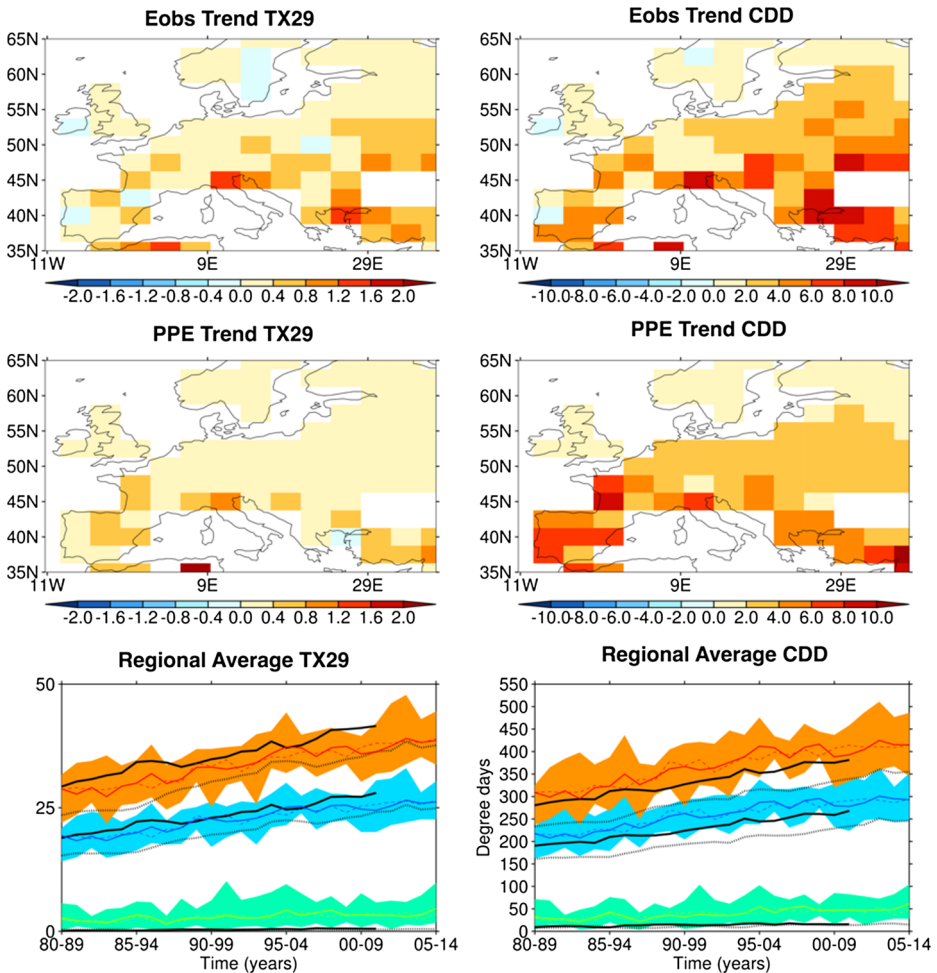 Eobs Trend TX29
Eobs Trend CDD
65N
60N
55N
50N
45N
40N
35N
11W 9E 29E
-2.0 -1.6 -1.2 -0.8 -0.4 0.0 0.4 0.8 1.2 1.6 2.0
65N
60N
55N
50N
45N
40N
35N
11W 9E 29E
-10.0 -8.0 -6.0 -4.0 -2.0 0.0 2.0 4.0 6.0 8.0 10.0
PPE Trend TX29
PPE Trend CDD
65N
60N
55N
50N
45N
40N
35N
11W 9E 29E
-2.0 -1.6 -1.2 -0.8 -0.4 0.0 0.4 0.8 1.2 1.6 2.0
65N
60N
55N
50N
45N
40N
35N
11W 9E 29E
-10.0 -8.0 -6.0 -4.0 -2.0 0.0 2.0 4.0 6.0 8.0 10.0
Regional Average TX29
50
25
0
80-89 85-94 90-99 95-04 00-09 05-14
Time (years)
Regional Average CDD
Degree days
550
500
450
400
350
300
250
200
150
100
50
0
80-89 85-94 90-99 95-04 00-09 05-14
Time (years)